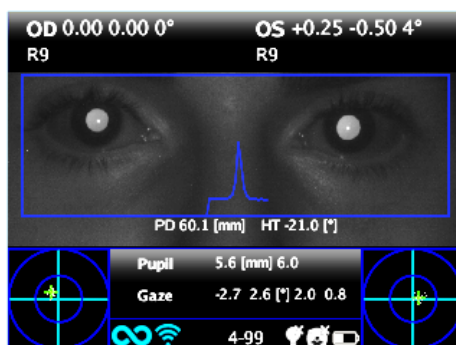 OD 0.00 0.00 0° OS +0.25 -0.50 4°
R9 R9
PD 60.1 [mm] HT -21.0 [°]
Pupil 5.6 [mm] 6.0
Gaze -2.7 2.6 [°] 2.0 0.8
4-99